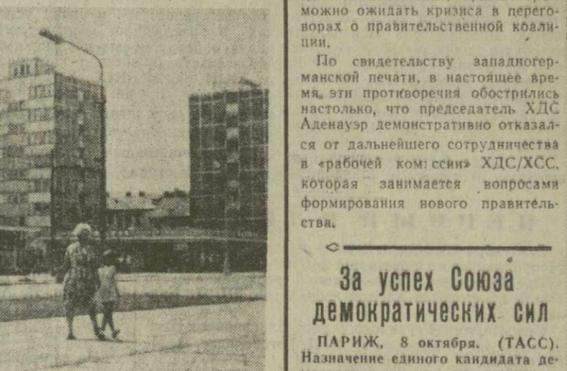 можно ожидать кризиса в перего-
ворах о правительственной коали-
ции.
По свидетельству западногер-
манской печати, в настоящее вре-
мя, эти противоречия обострились
настолько, что председатель ХДС
Аденауэр демонстративно отказал-
ся от дальнейшего сотрудничества
в «рабочей комиссии» ХДС/ХСС,
которая занимается вопросами
формирования нового правитель-
ства.
За успех Союза
демократических сил
ПАРИЖ, 8 октября. (ТАСС).
Назначение единого кандидата де-